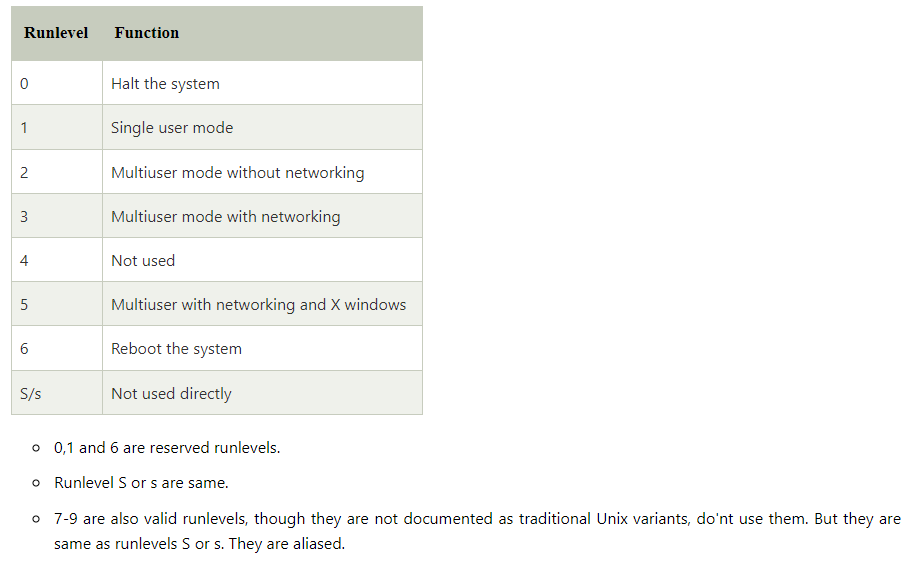 Runlevel Function
0 Halt the system
1 Single user mode
2 Multiuser mode without networking
3 Multiuser mode with networking
4 Not used
5 Multiuser with networking and X windows
6 Reboot the system
S/s Not used directly
0,1 and 6 are reserved runlevels.
Runlevel S or s are same.
7-9 are also valid runlevels, though they are not documented as traditional Unix variants, do'nt use them. But they are
same as runlevels S or s. They are aliased.